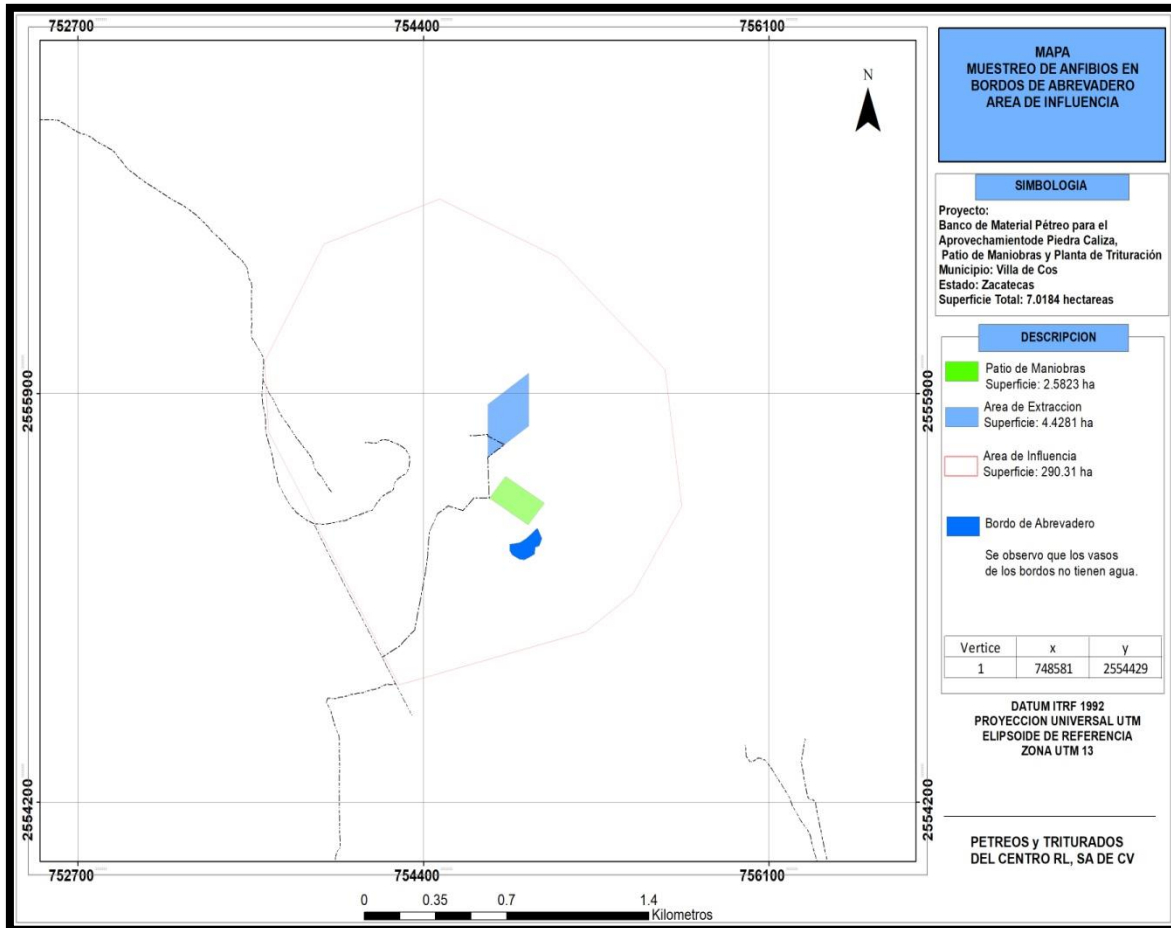 752700
754400
756100
2555900
2554200
N
2555900
2554200
752700
754400
756100
0 0.35 0.7 1.4
Kilometros
MAPA
MUESTREO DE ANFIBIOS EN
BORDOS DE ABREVADERO
AREA DE INFLUENCIA
SIMBOLOGIA
Proyecto:
Banco de Material Pétreo para el
Aprovechamientode Piedra Caliza,
Patio de Maniobras y Planta de Trituración
Municipio: Villa de Cos
Estado: Zacatecas
Superficie Total: 7.0184 hectareas
DESCRIPCION
Patio de Maniobras
Superficie: 2.5823 ha
Area de Extraccion
Superficie: 4.4281 ha
Area de Influencia
Superficie: 290.31 ha
Bordo de Abrevadero
Se observo que los vasos
de los bordos no tienen agua.
Vertice x y
1 748581 2554429
DATUM ITRF 1992
PROYECCION UNIVERSAL UTM
ELIPSOIDE DE REFERENCIA
ZONA UTM 13
PETREOS y TRITURADOS
DEL CENTRO RL, SA DE CV